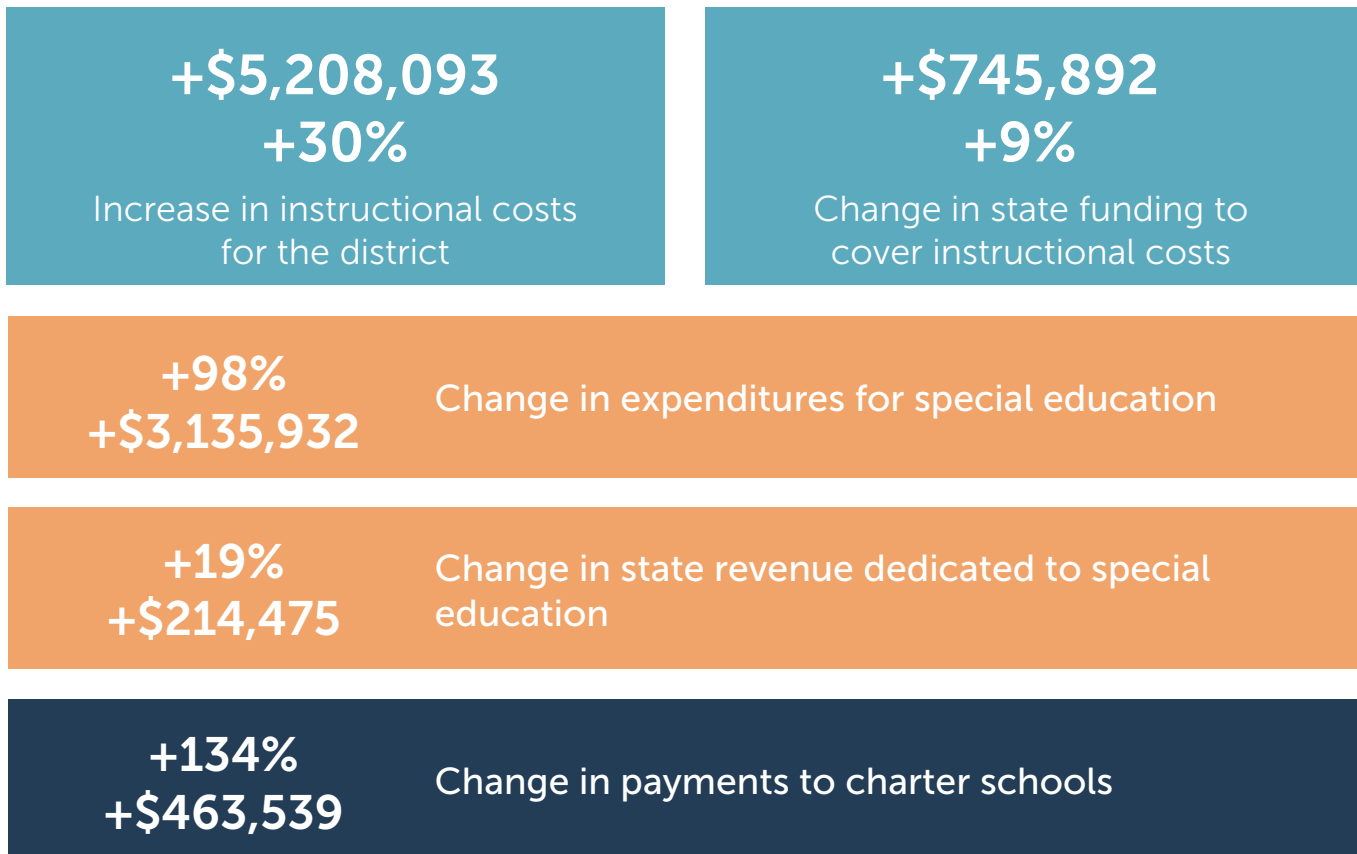 +$5,208,093
+30%
Increase in instructional costs
for the district
+$745,892
+9%
Change in state funding to
cover instructional costs
+98%
+$3,135,932
Change in expenditures for special education
+19%
+$214,475
Change in state revenue dedicated to special
education
+134%
+$463,539
Change in payments to charter schools